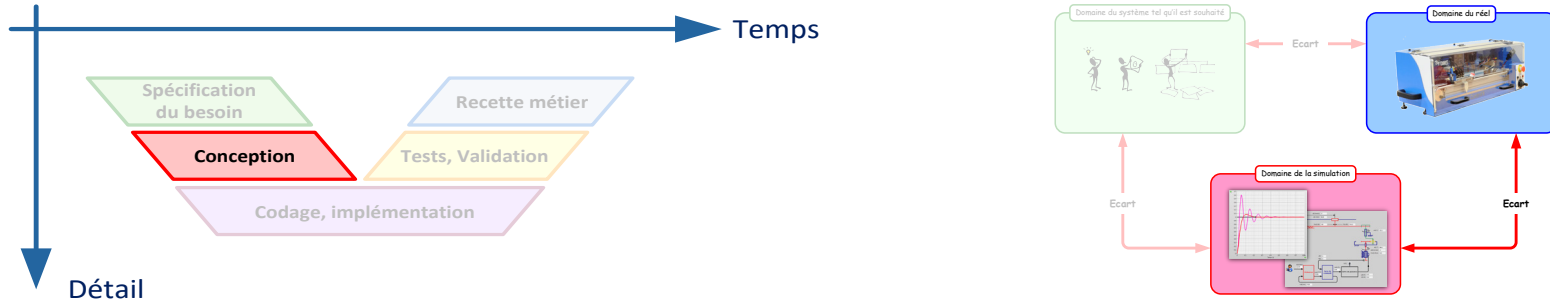 Temps
Spécification
du besoin
Recette métier
Conception
Tests, Validation
Codage, implémentation
Détail
Domaine du système tel qu'il est souhaité
Ecart
Domaine du réel
Ecart
Domaine de la simulation
Ecart